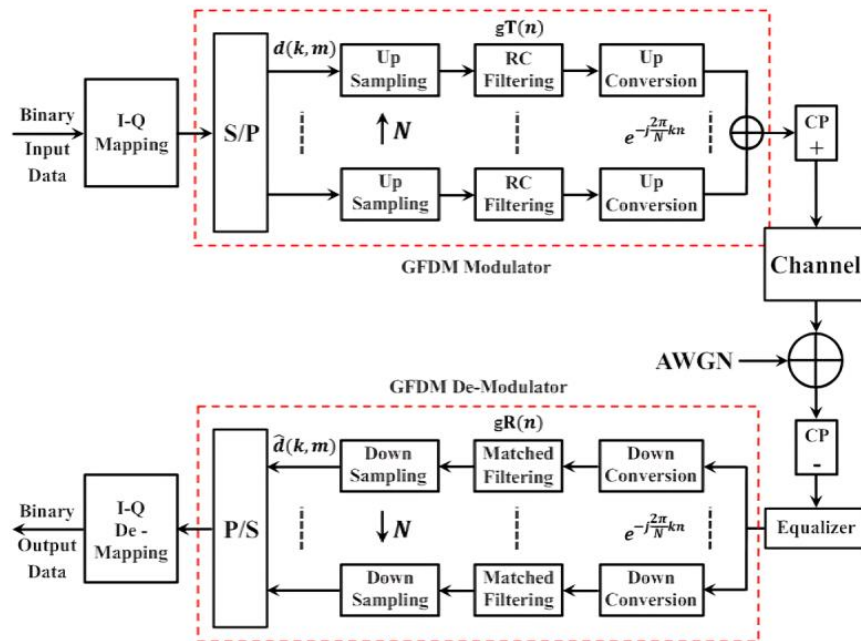 gT(n)
d(k,m)
Binary
Input
Data
I-Q
Mapping
S/P
Up
Sampling
RC
Filtering
Up
Conversion
↑ N
e^{-j\frac{2π}{N}kn}
Up
Sampling
RC
Filtering
Up
Conversion
CP
+
GFDM Modulator
Channel
AWGN
GFDM De-Modulator
CP
-
Equalizer
gR(n)
d̂(k,m)
Down
Sampling
Matched
Filtering
Down
Conversion
↓ N
e^{-j\frac{2π}{N}kn}
Down
Sampling
Matched
Filtering
Down
Conversion
P/S
I-Q
De -
Mapping
Binary
Output
Data